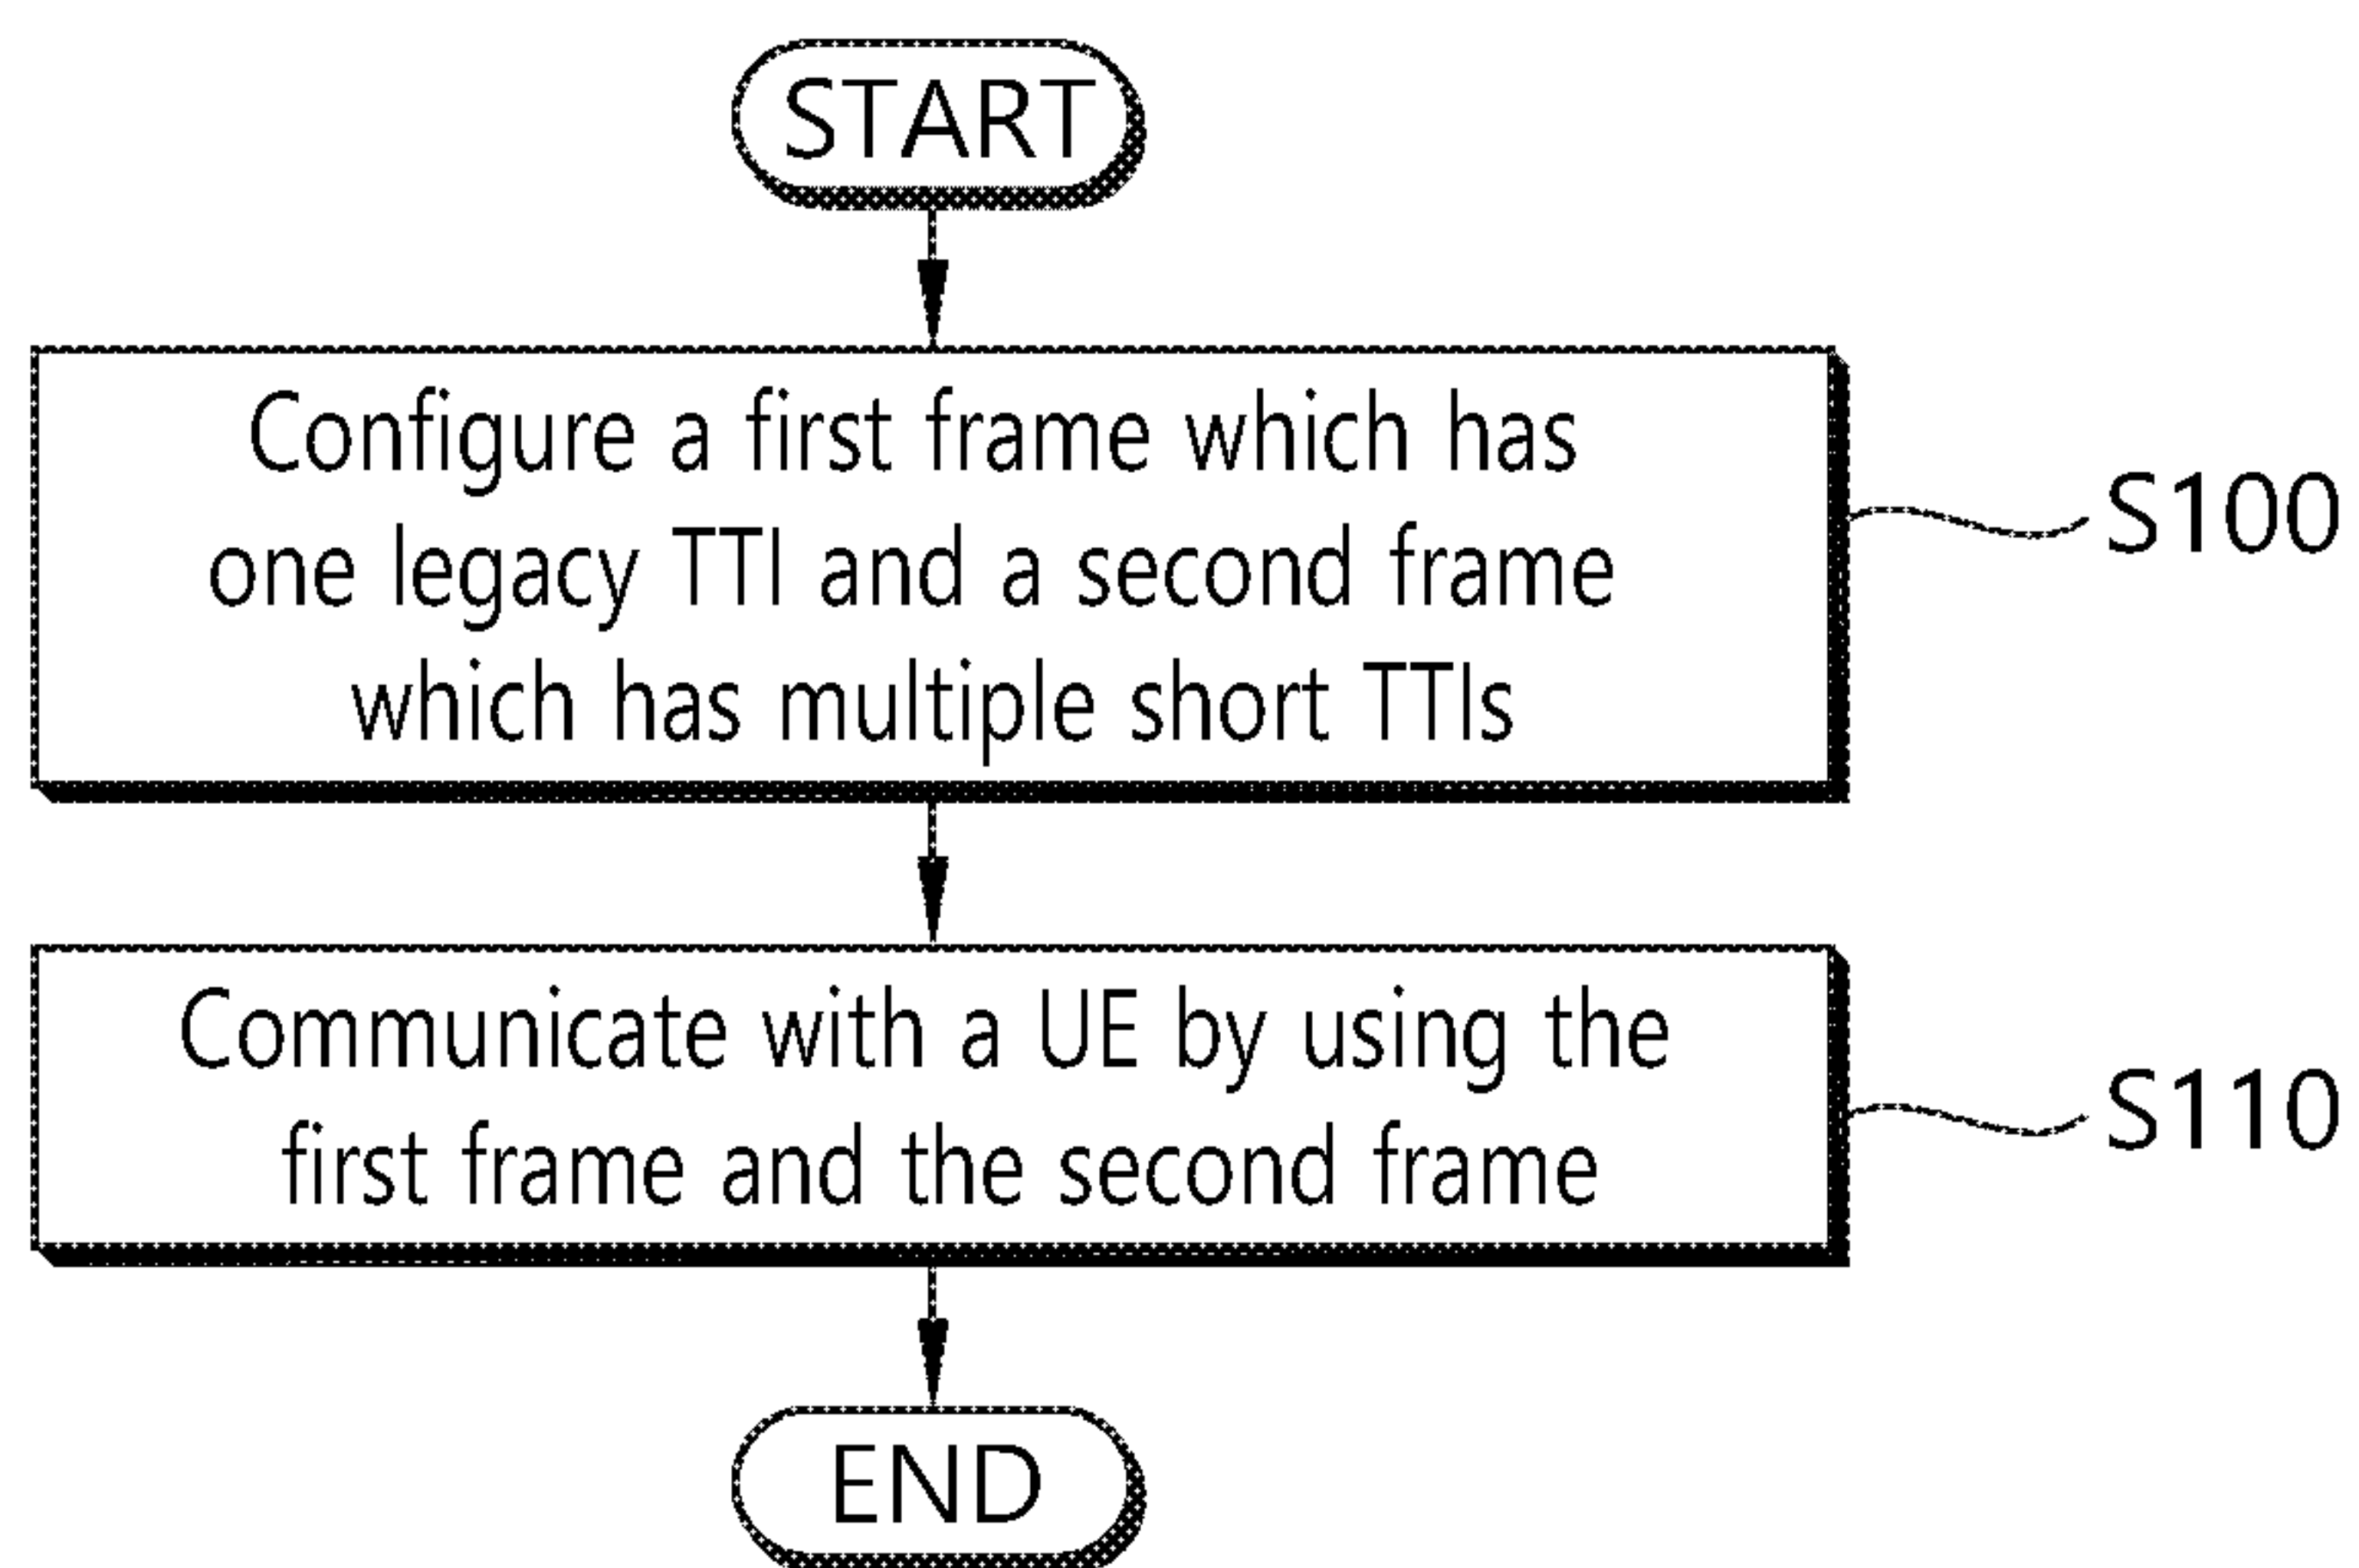 START
Configure a first frame which has
one legacy TTI and a second frame
which has multiple short TTIs
S100
Communicate with a UE by using the
first frame and the second frame
S110
END